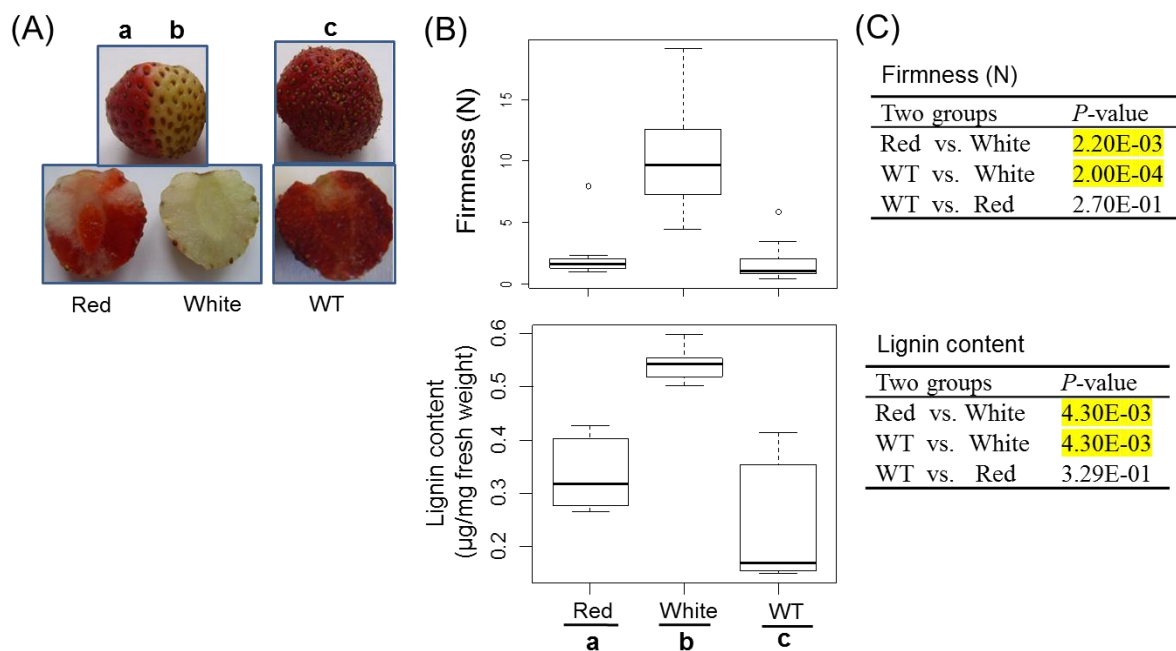 (A)
a b c
Red White WT
(B)
Firmness (N)
15
10
5
0
Lignin content
(µg/mg fresh weight)
0.6
0.5
0.4
0.3
0.2
Red White WT
a b c
(C)
Firmness (N)
Two groups P-value
Red vs. White 2.20E-03
WT vs. White 2.00E-04
WT vs. Red 2.70E-01
Lignin content
Two groups P-value
Red vs. White 4.30E-03
WT vs. White 4.30E-03
WT vs. Red 3.29E-01